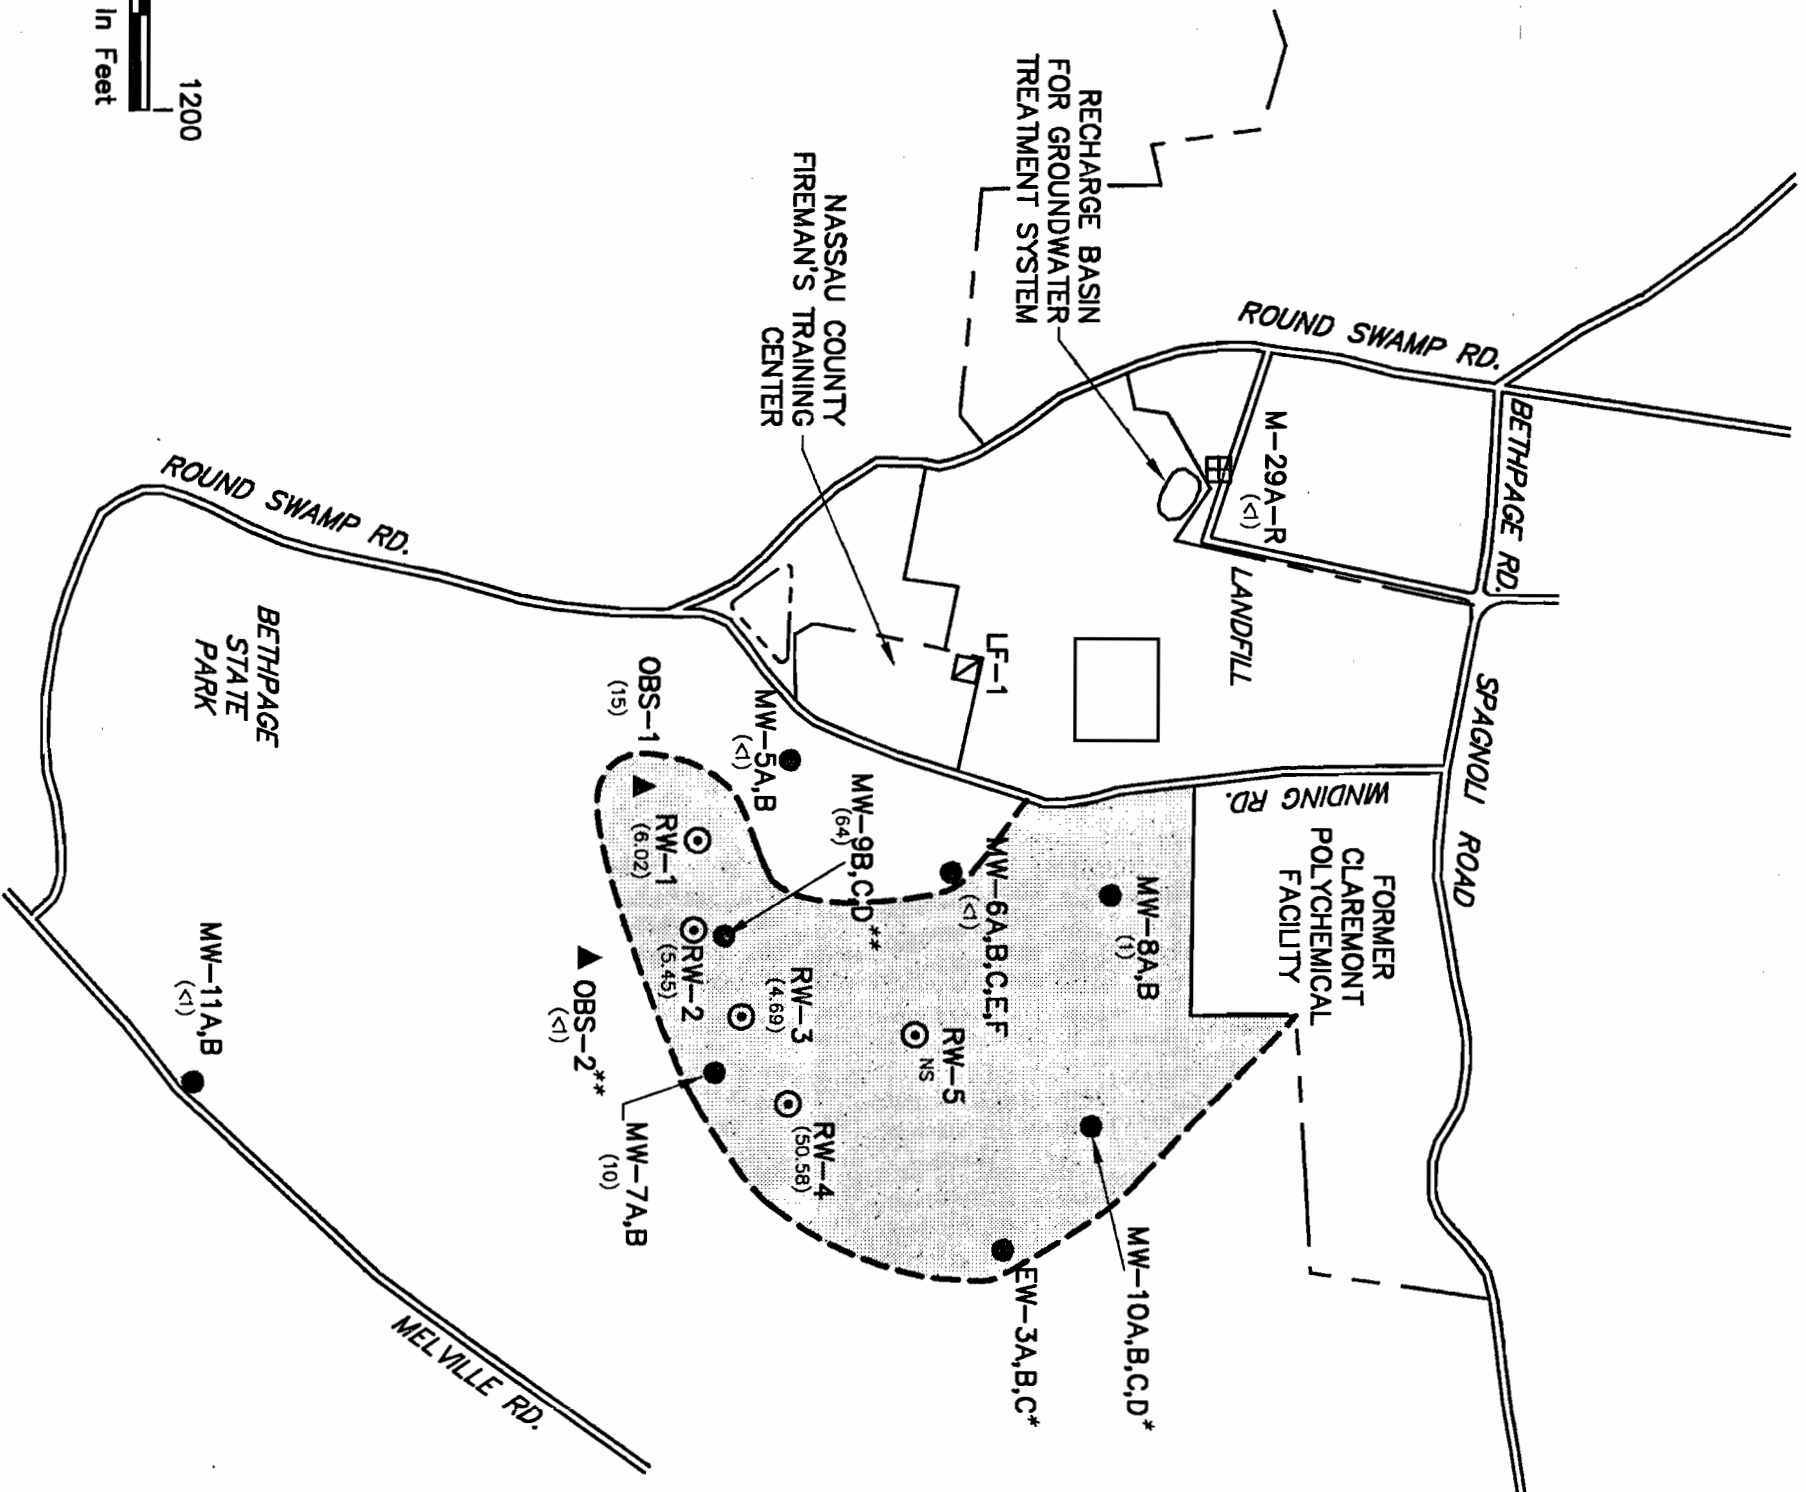 1200
In Feet
RECHARGE BASIN
FOR GROUNDWATER
TREATMENT SYSTEM
NASSAU COUNTY
FIREMAN'S TRAINING
CENTER
ROUND SWAMP RD.
BETHPAGE RD.
M-29A-R
(<1)
LANDFILL
LF-1
SPAGNOLI ROAD
WINDING RD.
FORMER
CLAREMONT
POLYCHEMICAL
FACILITY
ROUND SWAMP RD.
BETHPAGE
STATE
PARK
OBS-1
(15)
MW-5A,B
(<1)
MW-9B,C,D**
(64)
MW-6A,B,C,E,F
(<1)
MW-8A,B
(1)
RW-1
(6.02)
RW-2
(5.45)
RW-3
(4.69)
RW-5
NS
RW-4
(50.58)
OBS-2**
(<1)
MW-7A,B
(10)
MW-10A,B,C,D*
EW-3A,B,C*
MW-11A,B
(<1)
MELVILLE RD.